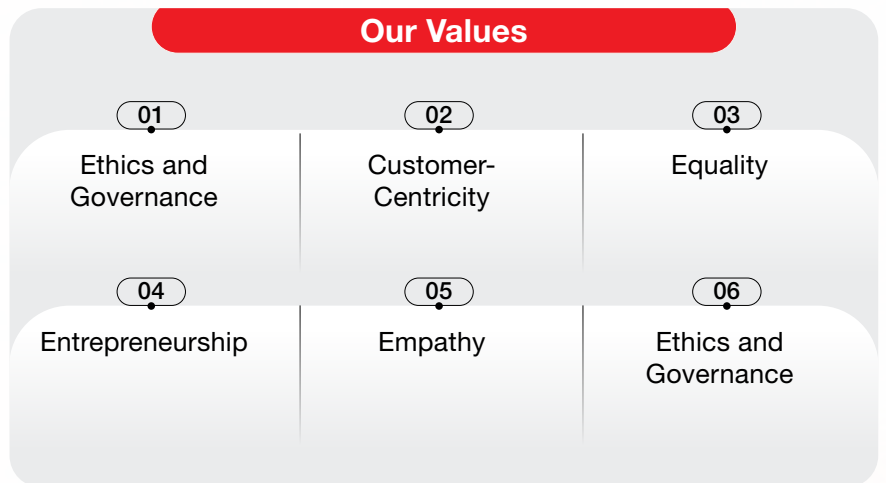 Our Values
01
Ethics and
Governance
02
Customer-
Centricity
03
Equality
04
Entrepreneurship
05
Empathy
06
Ethics and
Governance